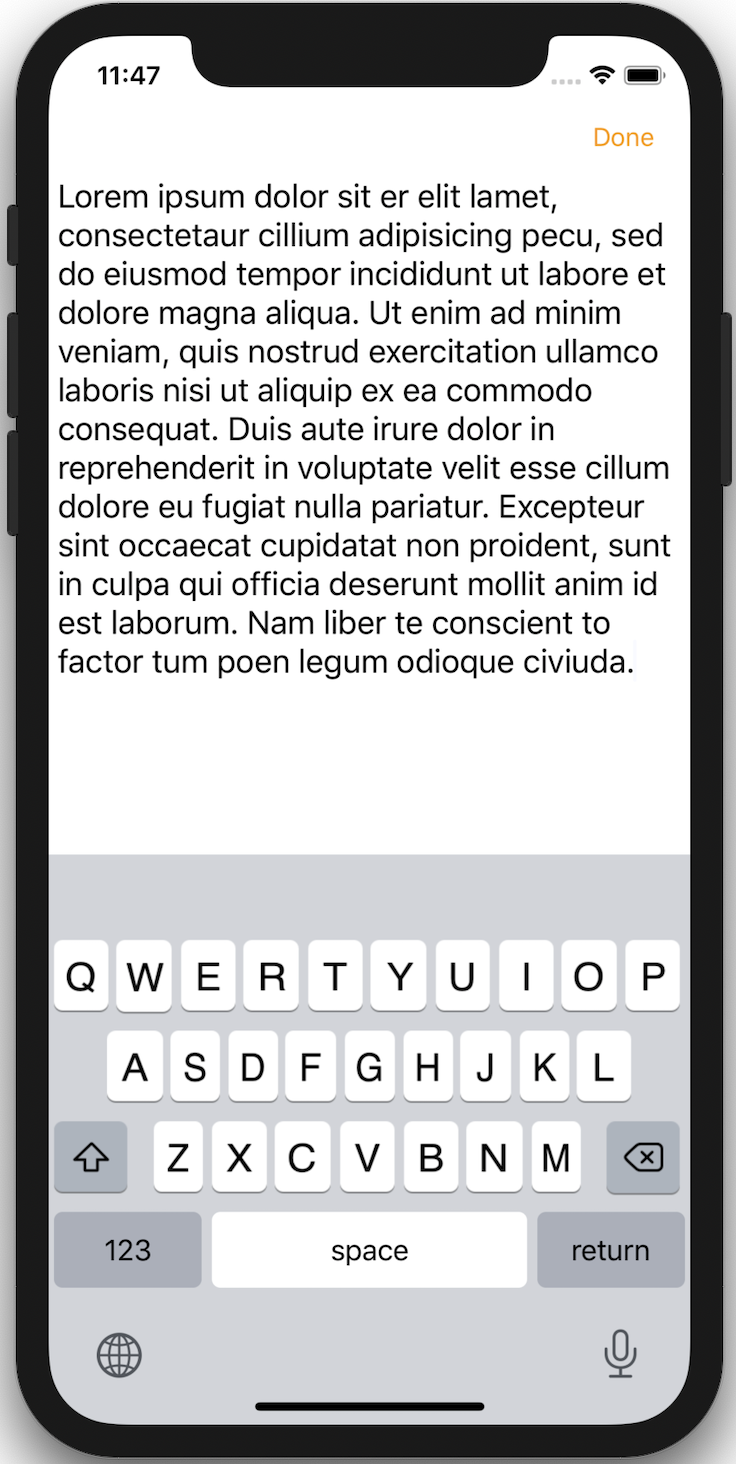 11:47
Done
Lorem ipsum dolor sit er elit lamet,
consectetaur cillium adipisicing pecu, sed
do eiusmod tempor incididunt ut labore et
dolore magna aliqua. Ut enim ad minim
veniam, quis nostrud exercitation ullamco
laboris nisi ut aliquip ex ea commodo
consequat. Duis aute irure dolor in
reprehenderit in voluptate velit esse cillum
dolore eu fugiat nulla pariatur. Excepteur
sint occaecat cupidatat non proident, sunt
in culpa qui officia deserunt mollit anim id
est laborum. Nam liber te conscient to
factor tum poen legum odioque civiuda.
Q W E R T Y U I O P
A S D F G H J K L
Z X C V B N M
123 space return